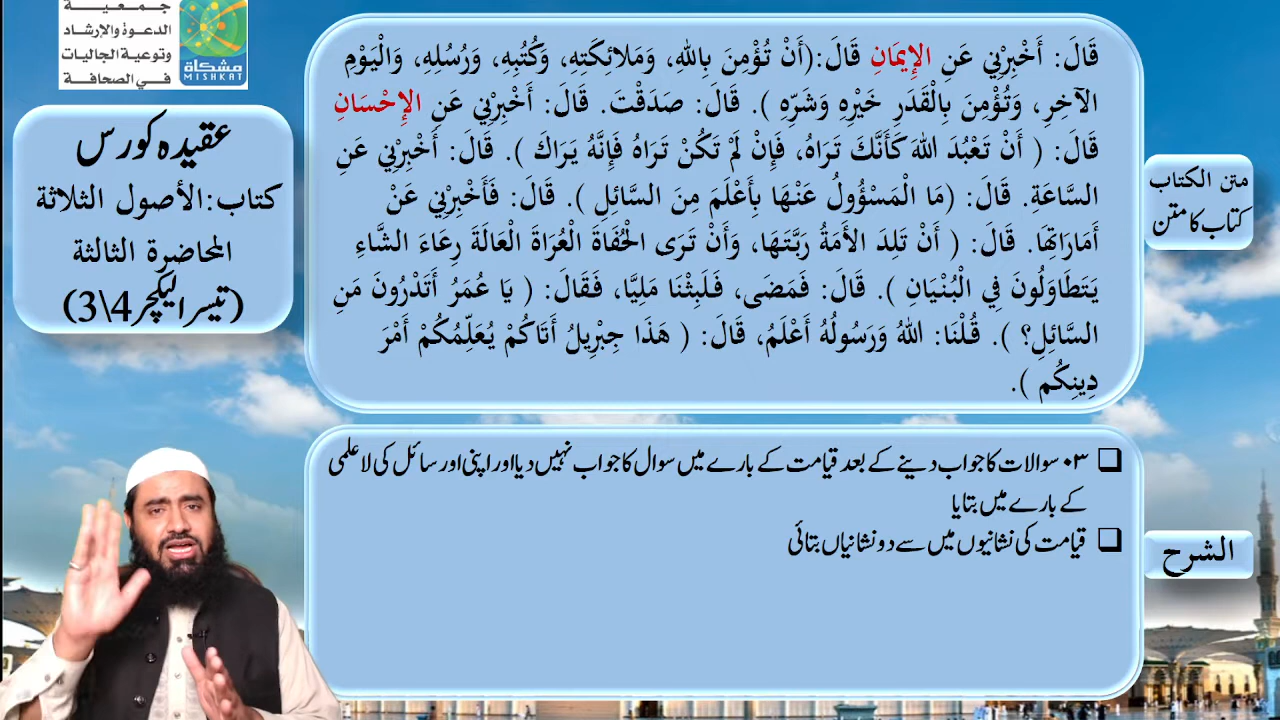 جمعية
الدعوة والإرشاد
وتوعية الجاليات
في الصحافة
مشكاة
MISHKAT
عقیدہ کورس
كتاب: الأصول الثلاثة
المحاضرة الثالثة
(تیسرا لیکچر 4\3)
قَالَ: أَخْبِرْنِيْ عَنِ الإِيمَانِ قَالَ:(أَنْ تُؤْمِنَ بِاللهِ، وَمَلائِكَتِهِ، وَكُتُبِهِ، وَرُسُلِهِ، وَالْيَوْمِ
الآخِرِ، وَتُؤْمِنَ بِالْقَدَرِ خَيْرِهِ وَشَرِّهِ ). قَالَ: صَدَقْتَ. قَالَ: أَخْبِرْنِي عَنِ الإِحْسَانِ
قَالَ: ( أَنْ تَعْبُدَ اللهَ كَأَنَّكَ تَرَاهُ، فَإِنْ لَمْ تَكُنْ تَرَاهُ فَإِنَّهُ يَرَاكَ ). قَالَ: أَخْبِرْنِي عَنِ
السَّاعَةِ. قَالَ: (مَا الْمَسْؤُولُ عَنْهَا بِأَعْلَمَ مِنَ السَّائِلِ ). قَالَ: فَأَخْبِرْنِي عَنْ
أَمَارَاتِهَا. قَالَ: ( أَنْ تَلِدَ الأَمَةُ رَبَّتَهَا، وَأَنْ تَرَى الْحُفَاةَ الْعُرَاةَ الْعَالَةَ رِعَاءَ الشَّاءِ
يَتَطَاوَلُونَ فِي الْبُنْيَانِ ). قَالَ: فَمَضَى، فَلَبِثْنَا مَلِيَّا، فَقَالَ: ( يَا عُمَرُ أَتَدْرُونَ مَنِ
السَّائِلِ؟ ). قُلْنَا: اللهُ وَرَسُولُهُ أَعْلَمُ، قَالَ: ( هَذَا جِبْرِيلُ أَتَاكُمْ يُعَلِّمُكُمْ أَمْرَ
دِينِكُم ).
متن الكتاب
کتاب کا متن
۰۳ سوالات کا جواب دینے کے بعد قیامت کے بارے میں سوال کا جواب نہیں دیا اور اپنی اور سائل کی لاعلمی
کے بارے میں بتایا
قیامت کی نشانیوں میں سے دو نشانیاں بتائی
الشرح